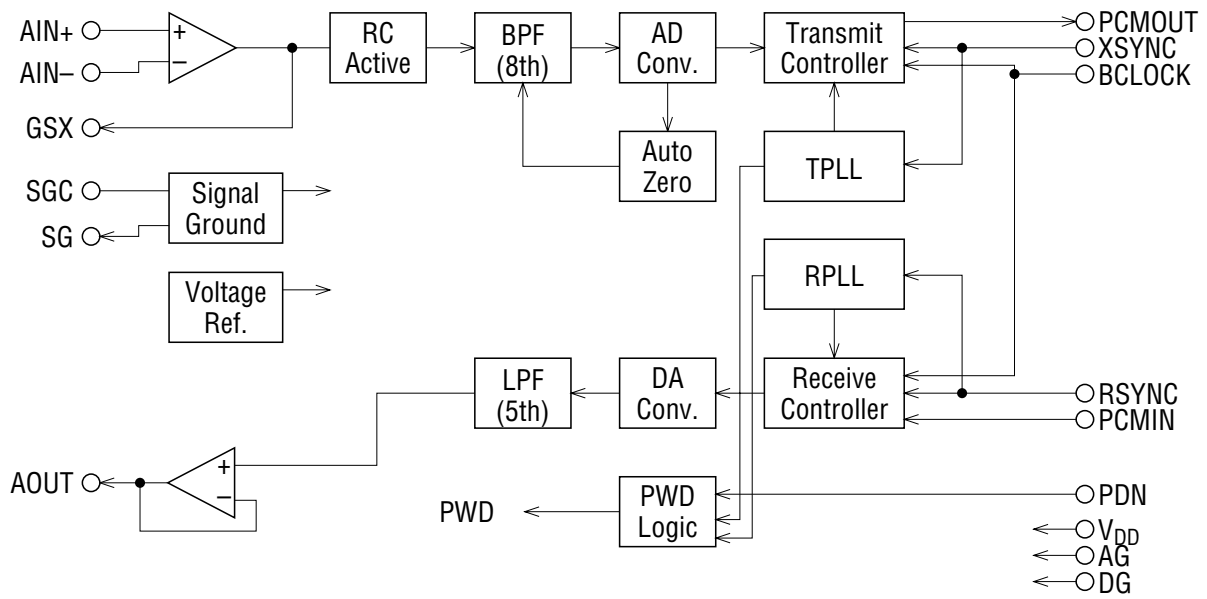 AIN+
AIN–
GSX
SGC
SG
+
–
RC
Active
BPF
(8th)
AD
Conv.
Transmit
Controller
PCMOUT
XSYNC
BCLOCK
Auto
Zero
TPLL
Signal
Ground
Voltage
Ref.
RPLL
LPF
(5th)
DA
Conv.
Receive
Controller
RSYNC
PCMIN
AOUT
+
–
PWD
PWD
Logic
PDN
VDD
AG
DG